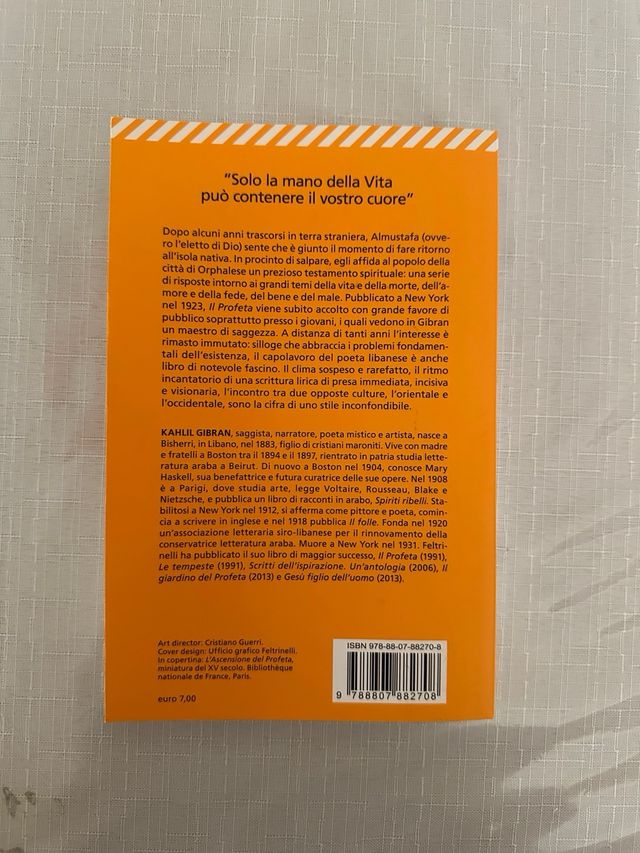 “Solo la mano della Vita
può contenere il vostro cuore”
Dopo alcuni anni trascorsi in terra straniera, Almustafa (ovve-
ro l'eletto di Dio) sente che è giunto il momento di fare ritorno
all'isola nativa. In procinto di salpare, egli affida al popolo della
città di Orphalese un prezioso testamento spirituale: una serie
di risposte intorno ai grandi temi della vita e della morte, dell'a-
more e della fede, del bene e del male. Pubblicato a New York
nel 1923, Il Profeta viene subito accolto con grande favore di
pubblico soprattutto presso i giovani, i quali vedono in Gibran
un maestro di saggezza. A distanza di tanti anni l'interesse è
rimasto immutato: silloge che abbraccia i problemi fondamen-
tali dell'esistenza, il capolavoro del poeta libanese è anche
libro di notevole fascino. Il clima sospeso e rarefatto, il ritmo
incantatorio di una scrittura lirica di presa immediata, incisiva
e visionaria, l'incontro tra due opposte culture, l'orientale e
l'occidentale, sono la cifra di uno stile inconfondibile.
KAHLIL GIBRAN, saggista, narratore, poeta mistico e artista, nasce a
Bisherri, in Libano, nel 1883, figlio di cristiani maroniti. Vive con madre
e fratelli a Boston tra il 1894 e il 1897, rientrato in patria studia lette-
ratura araba a Beirut. Di nuovo a Boston nel 1904, conosce Mary
Haskell, sua benefattrice e futura curatrice delle sue opere. Nel 1908
è a Parigi, dove studia arte, legge Voltaire, Rousseau, Blake e
Nietzsche, e pubblica un libro di racconti in arabo, Spiriti ribelli. Sta-
bilitosi a New York nel 1912, si afferma come pittore e poeta, comin-
cia a scrivere in inglese e nel 1918 pubblica Il folle. Fonda nel 1920
un'associazione letteraria siro-libanese per il rinnovamento della
conservatrice letteratura araba. Muore a New York nel 1931. Feltri-
nelli ha pubblicato il suo libro di maggior successo, Il Profeta (1991),
Le tempeste (1991), Scritti dell'ispirazione. Un'antologia (2006), Il
giardino del Profeta (2013) e Gesù figlio dell'uomo (2013).
Art director: Cristiano Guerri.
Cover design: Ufficio grafico Feltrinelli.
In copertina: L'Ascensione del Profeta,
miniatura del XV secolo. Bibliothèque
nationale de France, Paris.
euro 7,00
ISBN 978-88-07-88270-8
9 788807 882708